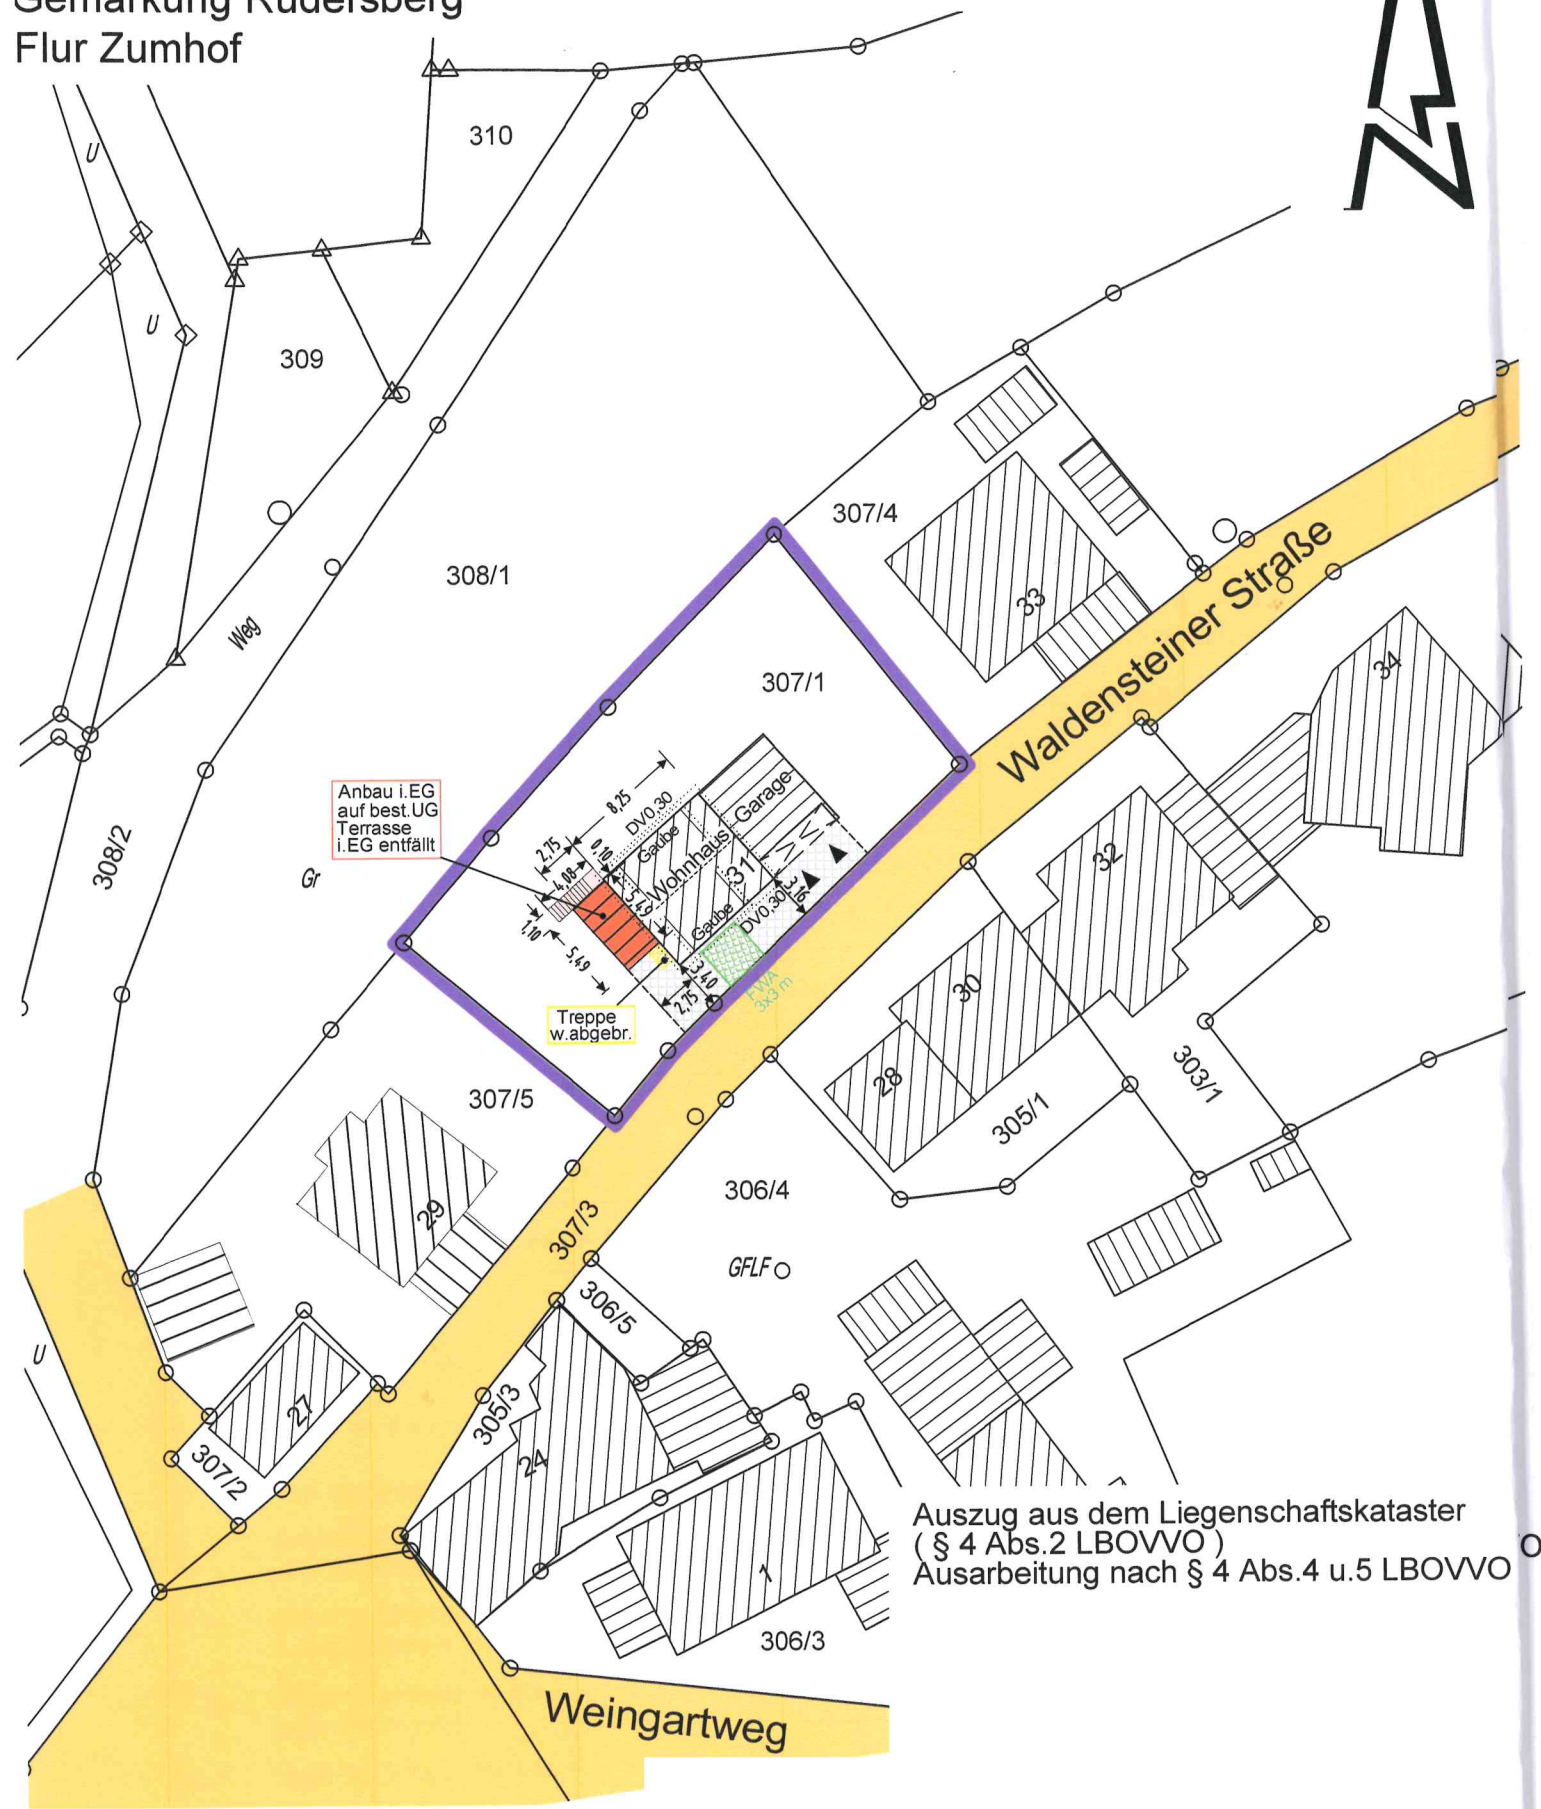 Gemarkung Rudersberg
Flur Zumhof
U
310
U
309
307/4
308/1
33
Weg
307/1
Waldensteiner Straße
34
Anbau i.EG
auf best.UG
Terrasse
i.EG entfällt
8,25
DV0,30
Gaube
Garage
2,75
0,10
4,08
Wohnhaus
31
5,49
1,10
5,49
Gaube
DV0,30
3,16
3,40
2,75
FWA
3x3 m
308/2
Gr
32
30
Treppe
w.abgebr.
28
303/1
305/1
307/5
29
306/4
307/3
GFLF
306/5
U
27
305/3
307/2
24
1
Auszug aus dem Liegenschaftskataster
( § 4 Abs.2 LBOVVO )
Ausarbeitung nach § 4 Abs.4 u.5 LBOVVO
306/3
Weingartweg